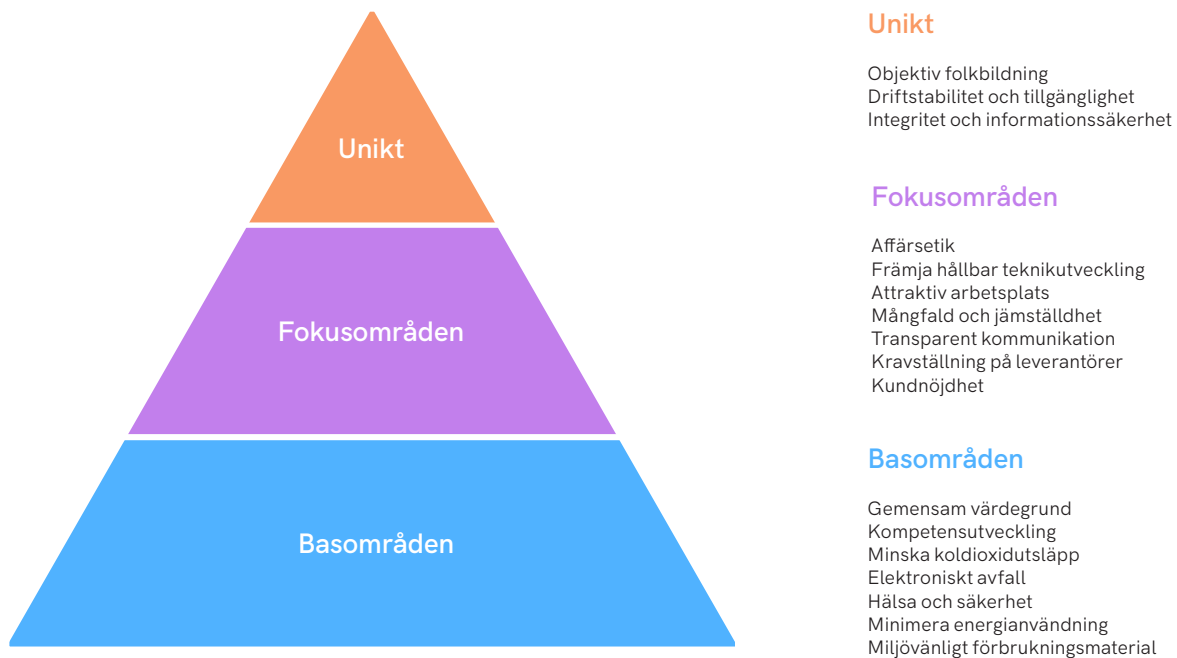 Unikt
Fokusområden
Basområden
Unikt
Objektiv folkbildning
Driftstabilitet och tillgänglighet
Integritet och informationssäkerhet
Fokusområden
Affärsetik
Främja hållbar teknikutveckling
Attraktiv arbetsplats
Mångfald och jämställdhet
Transparent kommunikation
Kravställning på leverantörer
Kundnöjdhet
Basområden
Gemensam värdegrund
Kompetensutveckling
Minska koldioxidutsläpp
Elektroniskt avfall
Hälsa och säkerhet
Minimera energianvändning
Miljövänligt förbrukningsmaterial